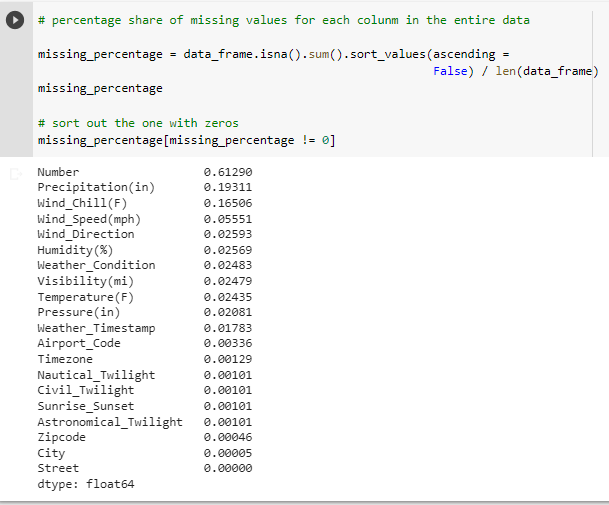 # percentage share of missing values for each colunm in the entire data
missing_percentage = data_frame.isna().sum().sort_values(ascending =
False) / len(data_frame)
missing_percentage
# sort out the one with zeros
missing_percentage[missing_percentage != 0]
Number 0.61290
Precipitation(in) 0.19311
Wind_Chill(F) 0.16506
Wind_Speed(mph) 0.05551
Wind_Direction 0.02593
Humidity(%) 0.02569
Weather_Condition 0.02483
Visibility(mi) 0.02479
Temperature(F) 0.02435
Pressure(in) 0.02081
Weather_Timestamp 0.01783
Airport_Code 0.00336
Timezone 0.00129
Nautical_Twilight 0.00101
Civil_Twilight 0.00101
Sunrise_Sunset 0.00101
Astronomical_Twilight 0.00101
Zipcode 0.00046
City 0.00005
Street 0.00000
dtype: float64